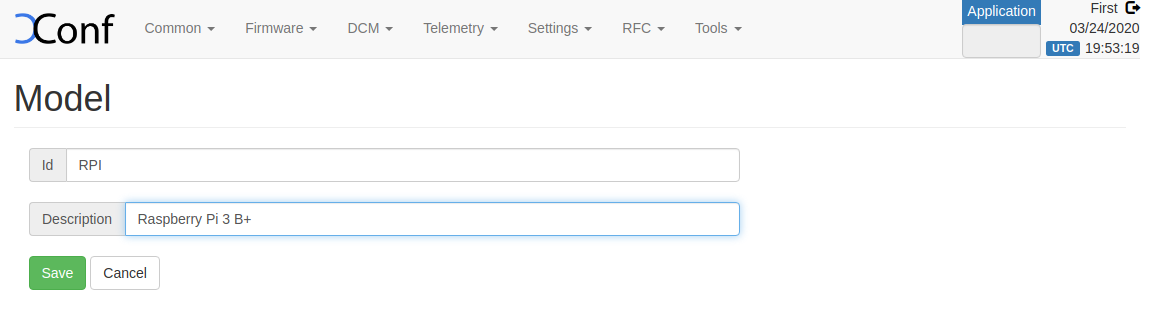 XConf Common Firmware DCM Telemetry Settings RFC Tools Application First
03/24/2020
UTC 19:53:19
Model
Id RPI
Description Raspberry Pi 3 B+
Save Cancel